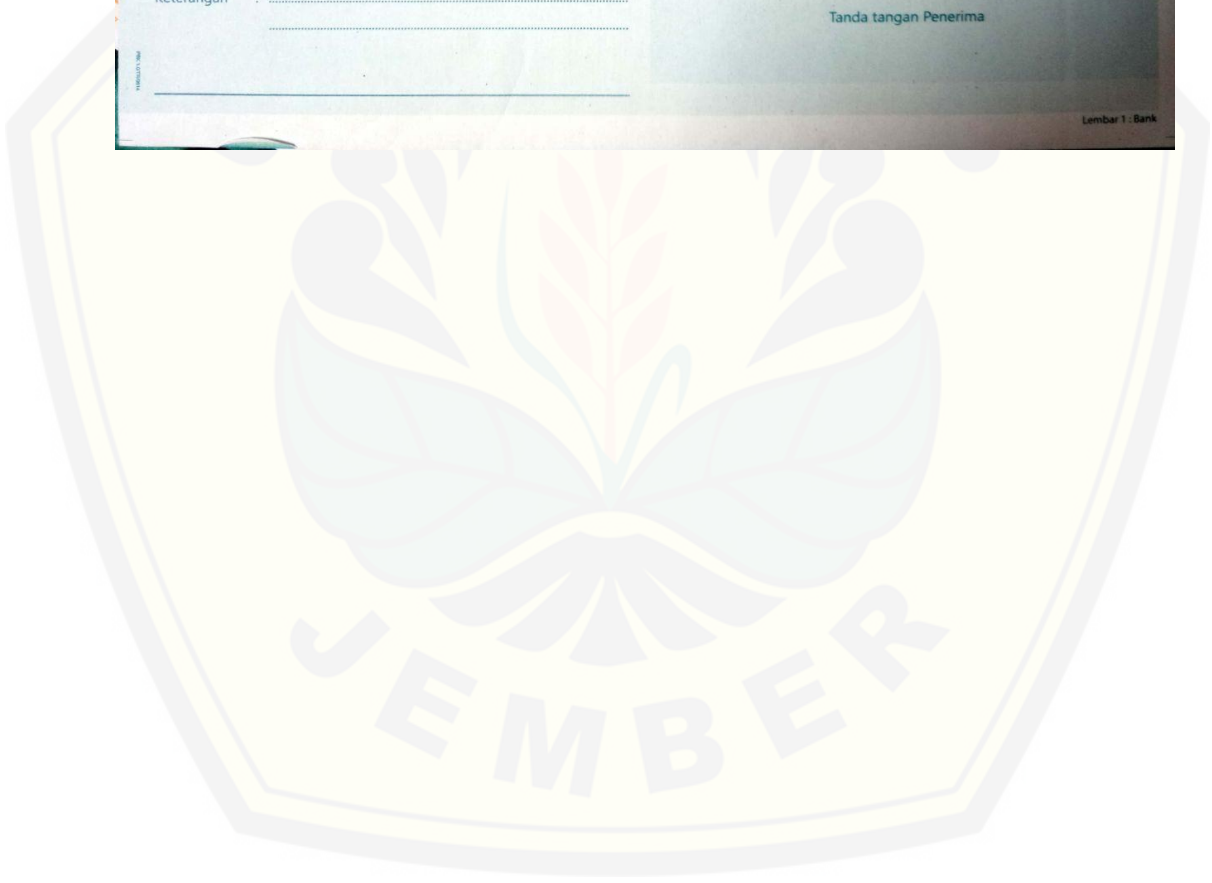 Keterangan : ....................
....................
Tanda tangan Penerima
Lembar 1 : Bank
JEMBER